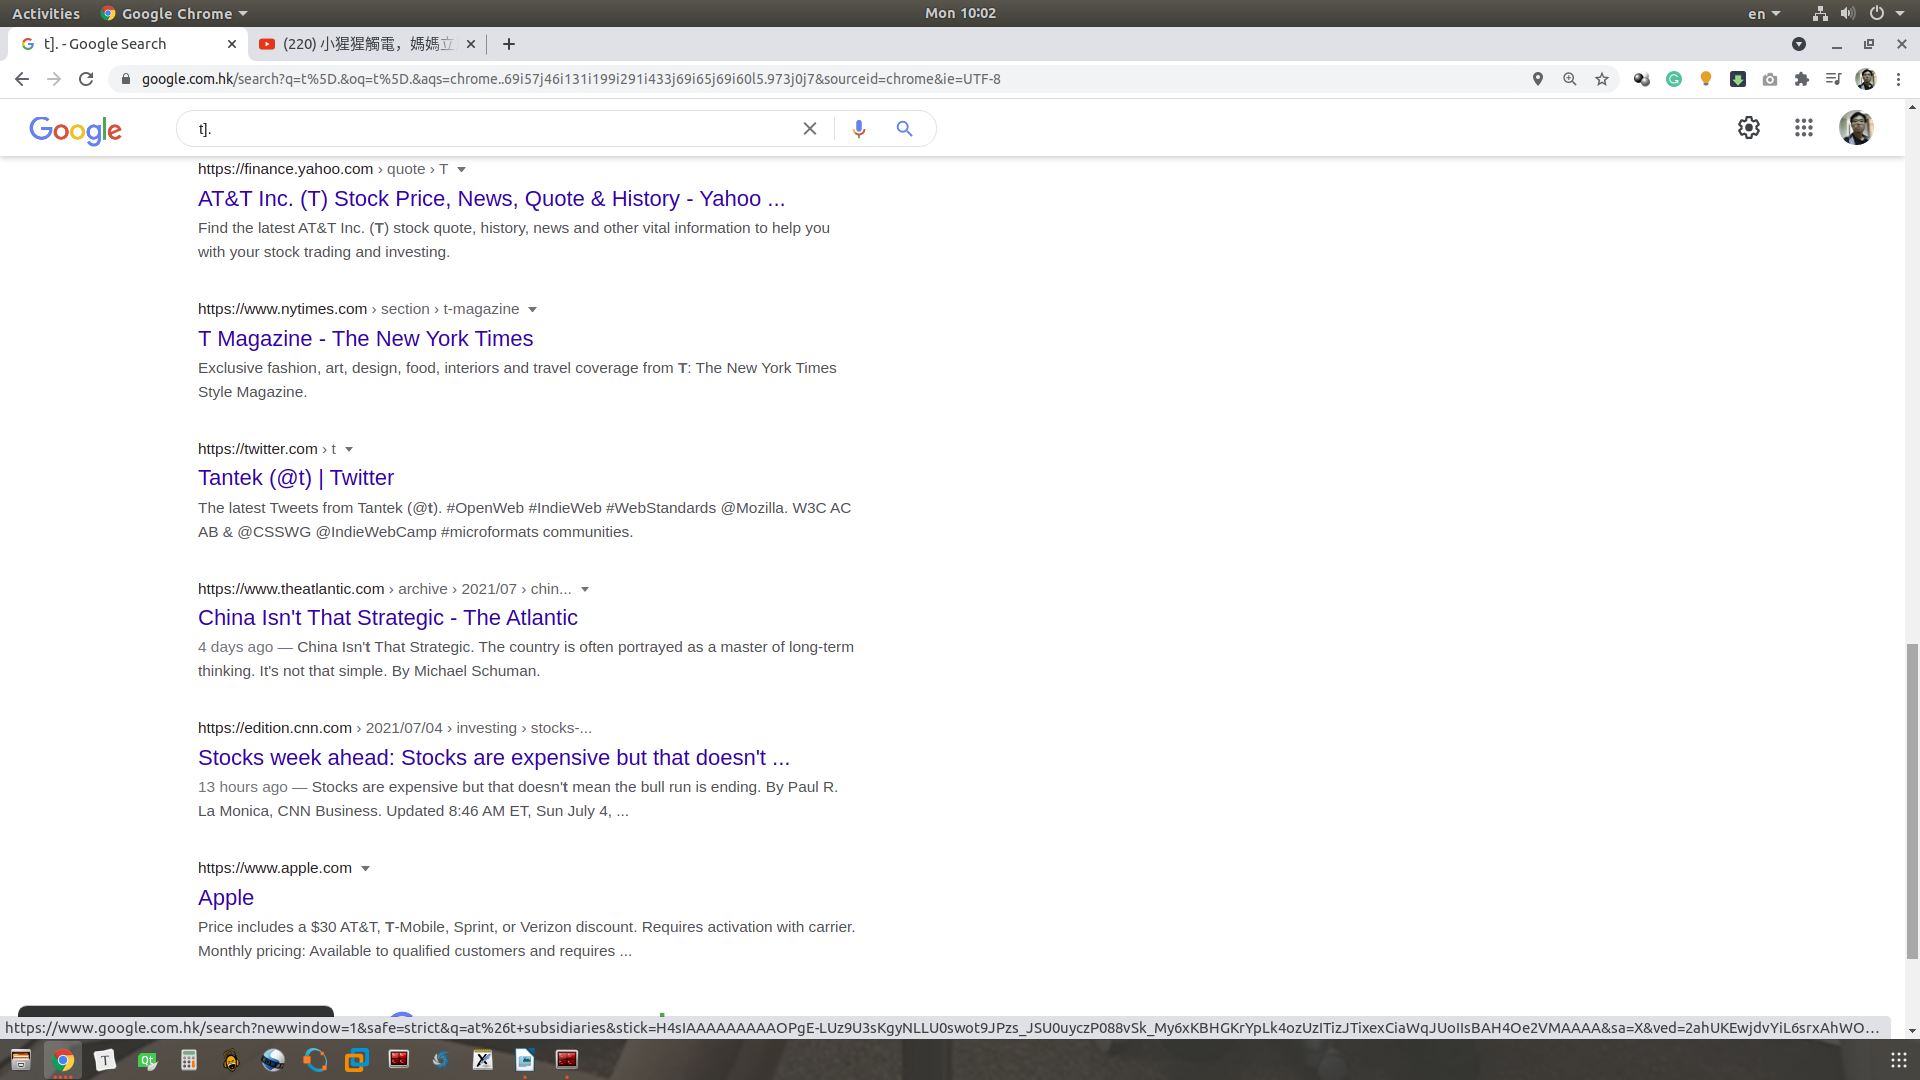 Activities
Google Chrome
Mon 10:02
en
t]. - Google Search
(220) 小猩猩觸電，媽媽立
google.com.hk/search?q=t%5D.&oq=t%5D.&aqs=chrome..69i57j46i131i199i291i433j69i65j69i60l5.973j0j7&sourceid=chrome&ie=UTF-8
Google
t].
https://finance.yahoo.com › quote › T
AT&T Inc. (T) Stock Price, News, Quote & History - Yahoo ...
Find the latest AT&T Inc. (T) stock quote, history, news and other vital information to help you
with your stock trading and investing.
https://www.nytimes.com › section › t-magazine
T Magazine - The New York Times
Exclusive fashion, art, design, food, interiors and travel coverage from T: The New York Times
Style Magazine.
https://twitter.com › t
Tantek (@t) | Twitter
The latest Tweets from Tantek (@t). #OpenWeb #IndieWeb #WebStandards @Mozilla. W3C AC
AB & @CSSWG @IndieWebCamp #microformats communities.
https://www.theatlantic.com › archive › 2021/07 › chin...
China Isn't That Strategic - The Atlantic
4 days ago — China Isn't That Strategic. The country is often portrayed as a master of long-term
thinking. It's not that simple. By Michael Schuman.
https://edition.cnn.com › 2021/07/04 › investing › stocks-...
Stocks week ahead: Stocks are expensive but that doesn't ...
13 hours ago — Stocks are expensive but that doesn't mean the bull run is ending. By Paul R.
La Monica, CNN Business. Updated 8:46 AM ET, Sun July 4, ...
https://www.apple.com
Apple
Price includes a $30 AT&T, T-Mobile, Sprint, or Verizon discount. Requires activation with carrier.
Monthly pricing: Available to qualified customers and requires ...
https://www.google.com.hk/search?newwindow=1&safe=strict&q=at%26t+subsidiaries&stick=H4sIAAAAAAAAAOPgE-LUz9U3sKgyNLLU0swot9JPzs_JSU0uyczP088vSk_My6xKBHGKrYpLk4ozUzITizJTixexCiaWqJUoIIsBAH4Oe2VMAAAA&sa=X&ved=2ahUKEwjdvYiL6srxAhWO...